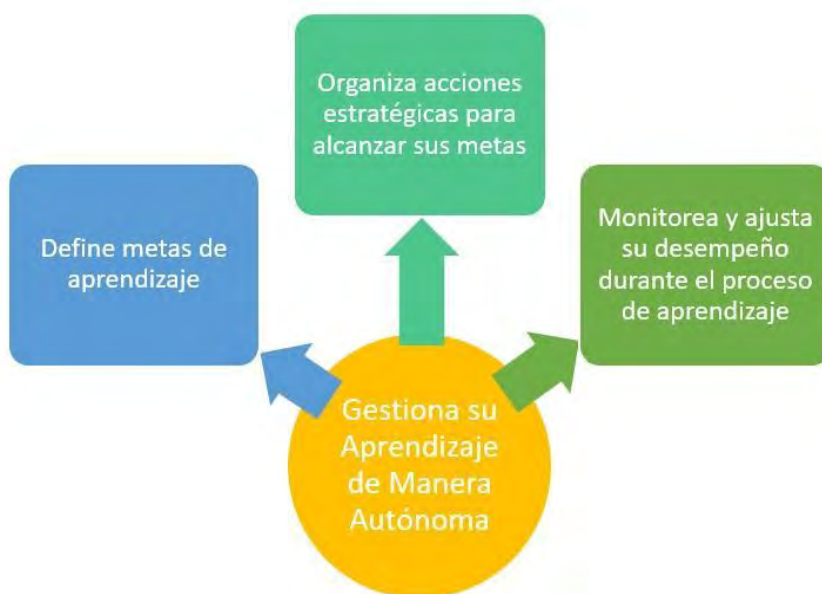 Organiza acciones
estratégicas para
alcanzar sus metas
Define metas de
aprendizaje
Monitorea y ajusta
su desempeño
durante el proceso
de aprendizaje
Gestiona su
Aprendizaje
de Manera
Autónoma